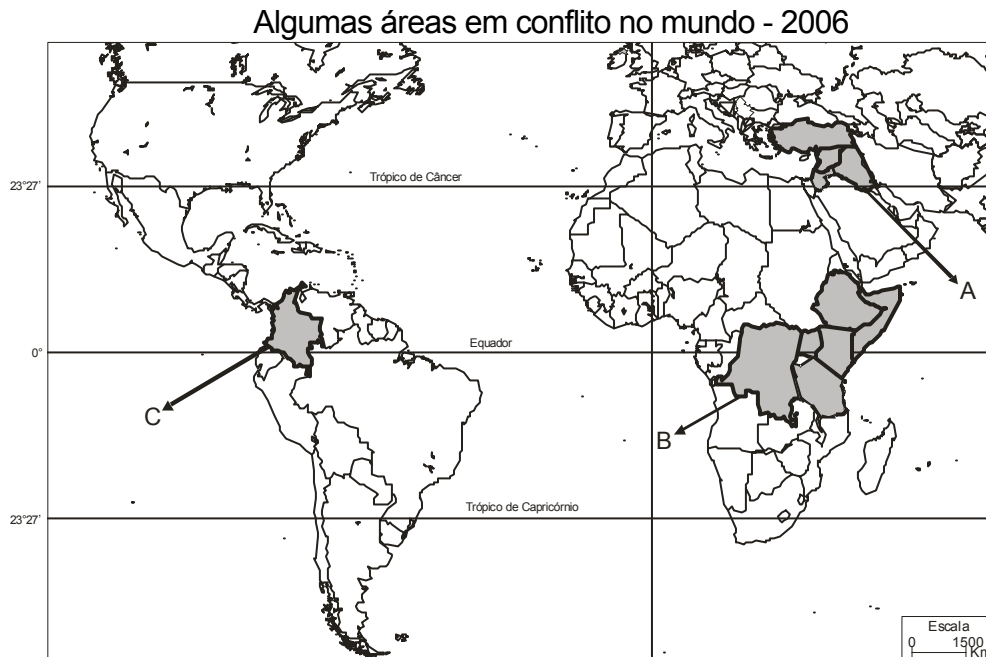 Algumas áreas em conflito no mundo - 2006
Trópico de Câncer
23°27'
A
Equador
0°
C
B
Trópico de Capricórnio
23°27'
Escala
0 1500
Km